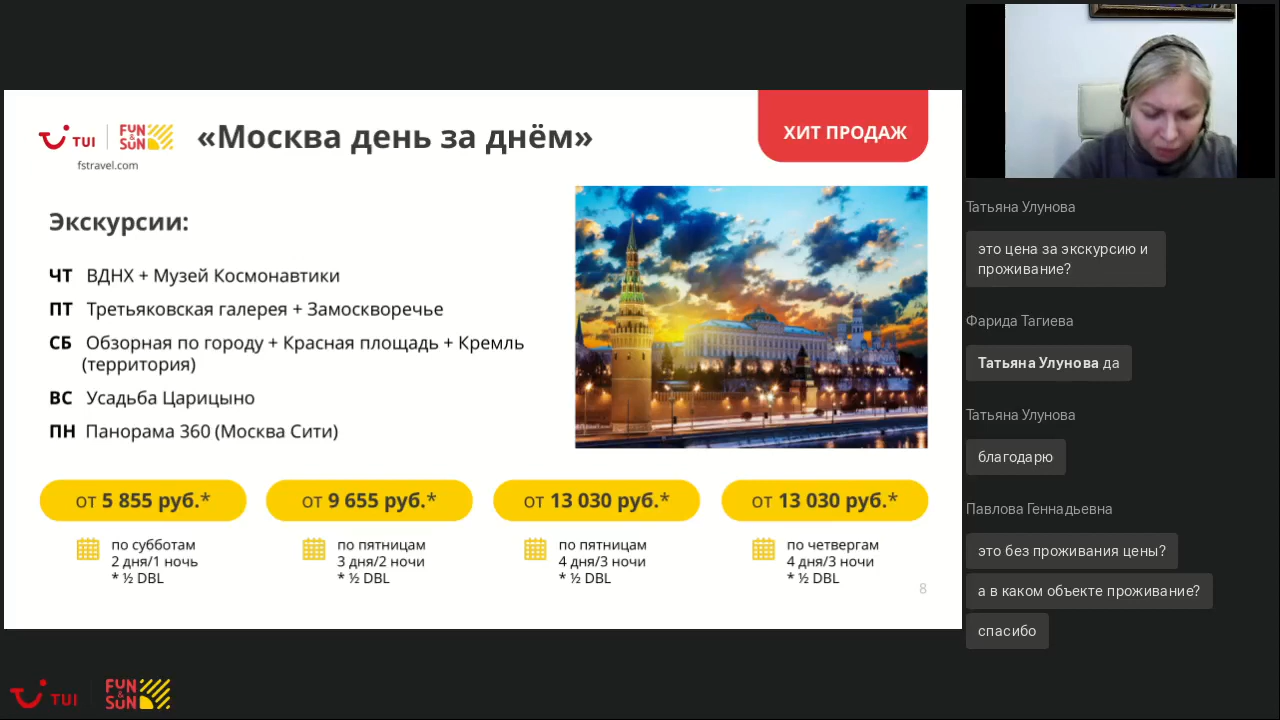 TUI
FUN & SUN
fstravel.com
«Москва день за днём»
ХИТ ПРОДАЖ
Экскурсии:
ЧТ ВДНХ + Музей Космонавтики
ПТ Третьяковская галерея + Замоскворечье
СБ Обзорная по городу + Красная площадь + Кремль
(территория)
ВС Усадьба Царицыно
ПН Панорама 360 (Москва Сити)
от 5 855 руб.*
по субботам
2 дня/1 ночь
* ½ DBL
от 9 655 руб.*
по пятницам
3 дня/2 ночи
* ½ DBL
от 13 030 руб.*
по пятницам
4 дня/3 ночи
* ½ DBL
от 13 030 руб.*
по четвергам
4 дня/3 ночи
* ½ DBL
8
TUI
FUN & SUN
Татьяна Улунова
это цена за экскурсию и
проживание?
Фарида Тагиева
Татьяна Улунова да
Татьяна Улунова
благодарю
Павлова Геннадьевна
это без проживания цены?
а в каком объекте проживание?
спасибо